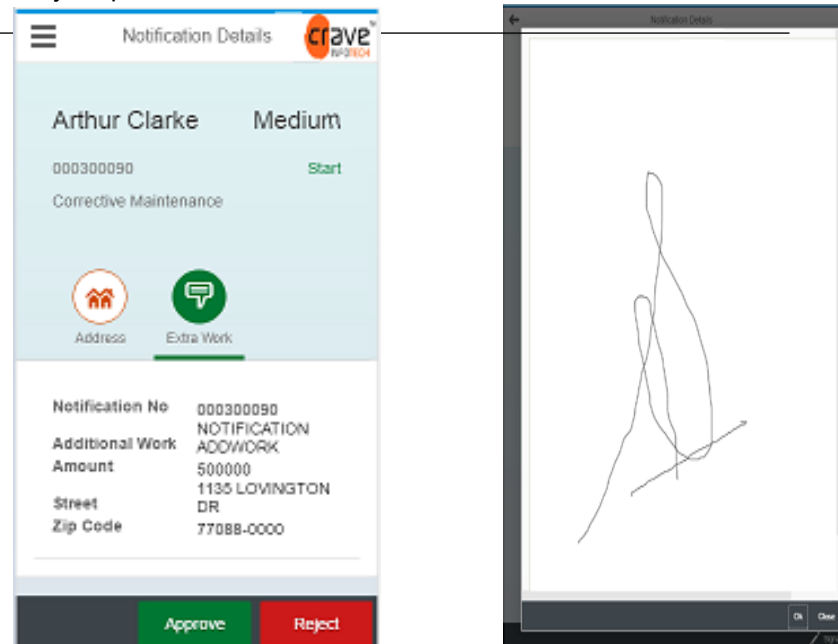 Notification Details
crave
INFOTECH
Arthur Clarke Medium
000300090 Start
Corrective Maintenance
Address Extra Work
Notification No 000300090
Additional Work NOTIFICATION ADDWORK
Amount 500000
Street 1135 LOVINGTON DR
Zip Code 77088-0000
Approve Reject
Notification Details
Ok Close